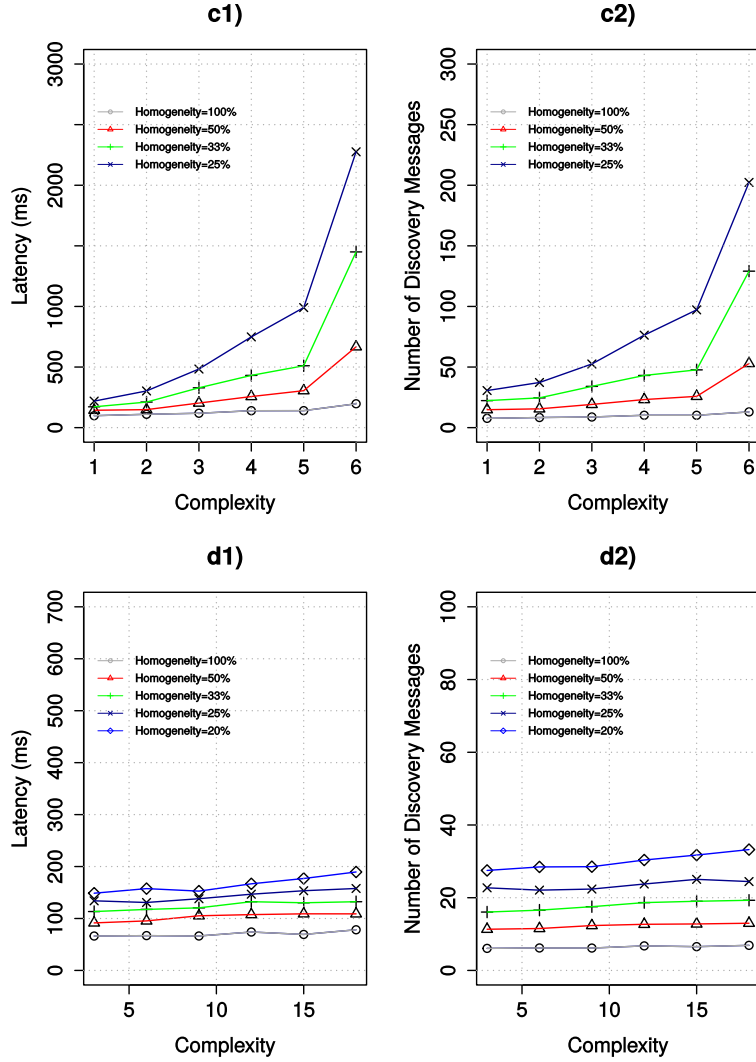 c1)
3000
2000
1000
500
0
Latency (ms)
Homogeneity=100%
Homogeneity=50%
Homogeneity=33%
Homogeneity=25%
1 2 3 4 5 6
Complexity
c2)
300
250
200
150
100
50
0
Number of Discovery Messages
Homogeneity=100%
Homogeneity=50%
Homogeneity=33%
Homogeneity=25%
1 2 3 4 5 6
Complexity
d1)
700
600
500
400
300
200
100
0
Latency (ms)
Homogeneity=100%
Homogeneity=50%
Homogeneity=33%
Homogeneity=25%
Homogeneity=20%
5 10 15
Complexity
d2)
100
80
60
40
20
0
Number of Discovery Messages
Homogeneity=100%
Homogeneity=50%
Homogeneity=33%
Homogeneity=25%
Homogeneity=20%
5 10 15
Complexity